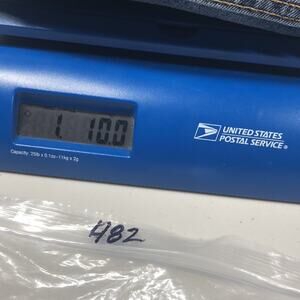 1 10.0
UNITED STATES
POSTAL SERVICE®
Capacity: 25lb x 0.1oz - 11kg x 2g
482